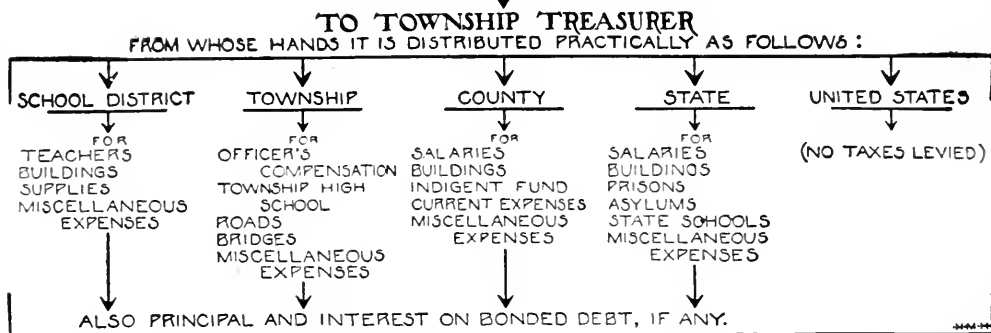 TO TOWNSHIP TREASURER
FROM WHOSE HANDS IT IS DISTRIBUTED PRACTICALLY AS FOLLOWS:
SCHOOL DISTRICT
FOR
TEACHERS
BUILDINGS
SUPPLIES
MISCELLANEOUS
EXPENSES
TOWNSHIP
FOR
OFFICER'S
COMPENSATION
TOWNSHIP HIGH
SCHOOL
ROADS
BRIDGES
MISCELLANEOUS
EXPENSES
COUNTY
FOR
SALARIES
BUILDINGS
INDIGENT FUND
CURRENT EXPENSES
MISCELLANEOUS
EXPENSES
STATE
FOR
SALARIES
BUILDINGS
PRISONS
ASYLUMS
STATE SCHOOLS
MISCELLANEOUS
EXPENSES
UNITED STATES
(NO TAXES LEVIED)
ALSO PRINCIPAL AND INTEREST ON BONDED DEBT, IF ANY.